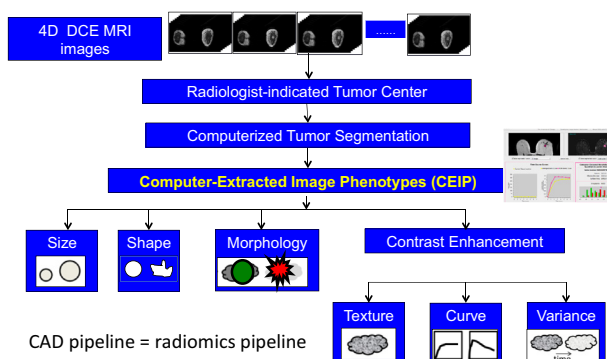 4D DCE MRI
images
......
Radiologist-indicated Tumor Center
Computerized Tumor Segmentation
Computer-Extracted Image Phenotypes (CEIP)
Size
Shape
Morphology
Contrast Enhancement
Texture
Curve
Variance
time
CAD pipeline = radiomics pipeline